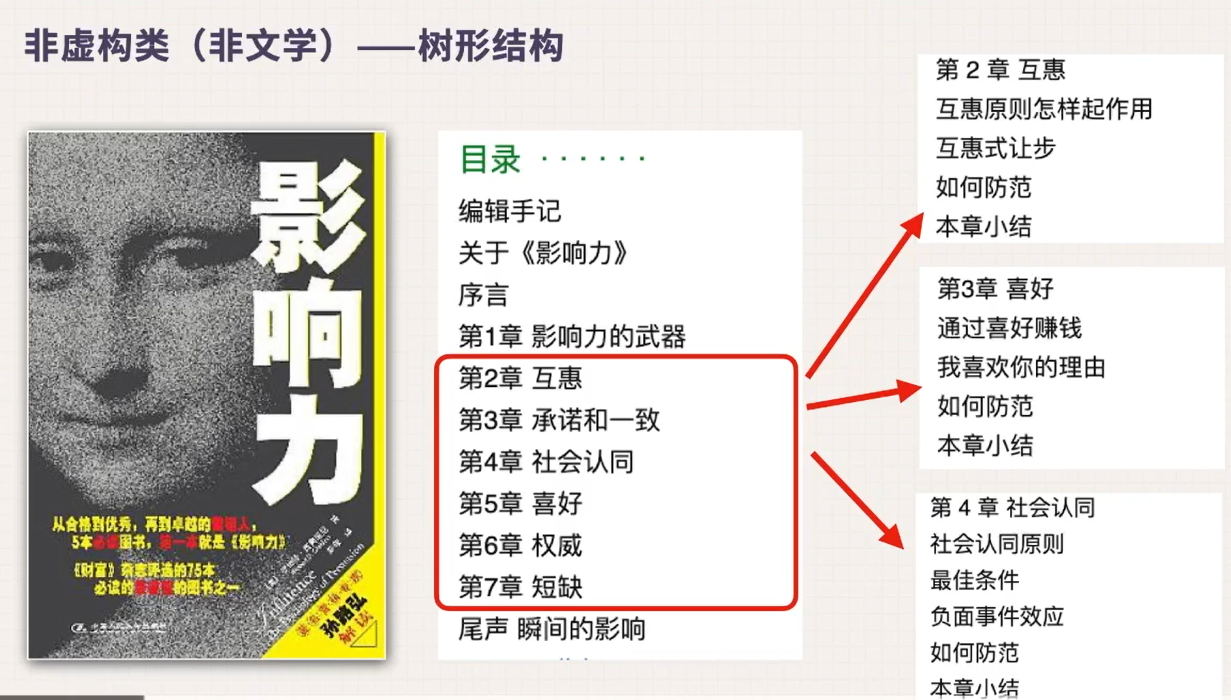 非虚构类（非文学）——树形结构
影响力
从合格到优秀，再到卓越的营销人，
5本必读图书，第一本就是《影响力》
《财富》杂志评选的75本
必读的
的图书之一
孙路弘
解读
目录 · · · · · ·
编辑手记
关于《影响力》
序言
第1章 影响力的武器
第2章 互惠
第3章 承诺和一致
第4章 社会认同
第5章 喜好
第6章 权威
第7章 短缺
尾声 瞬间的影响
第 2 章 互惠
互惠原则怎样起作用
互惠式让步
如何防范
本章小结
第3章 喜好
通过喜好赚钱
我喜欢你的理由
如何防范
本章小结
第 4 章 社会认同
社会认同原则
最佳条件
负面事件效应
如何防范
本章小结